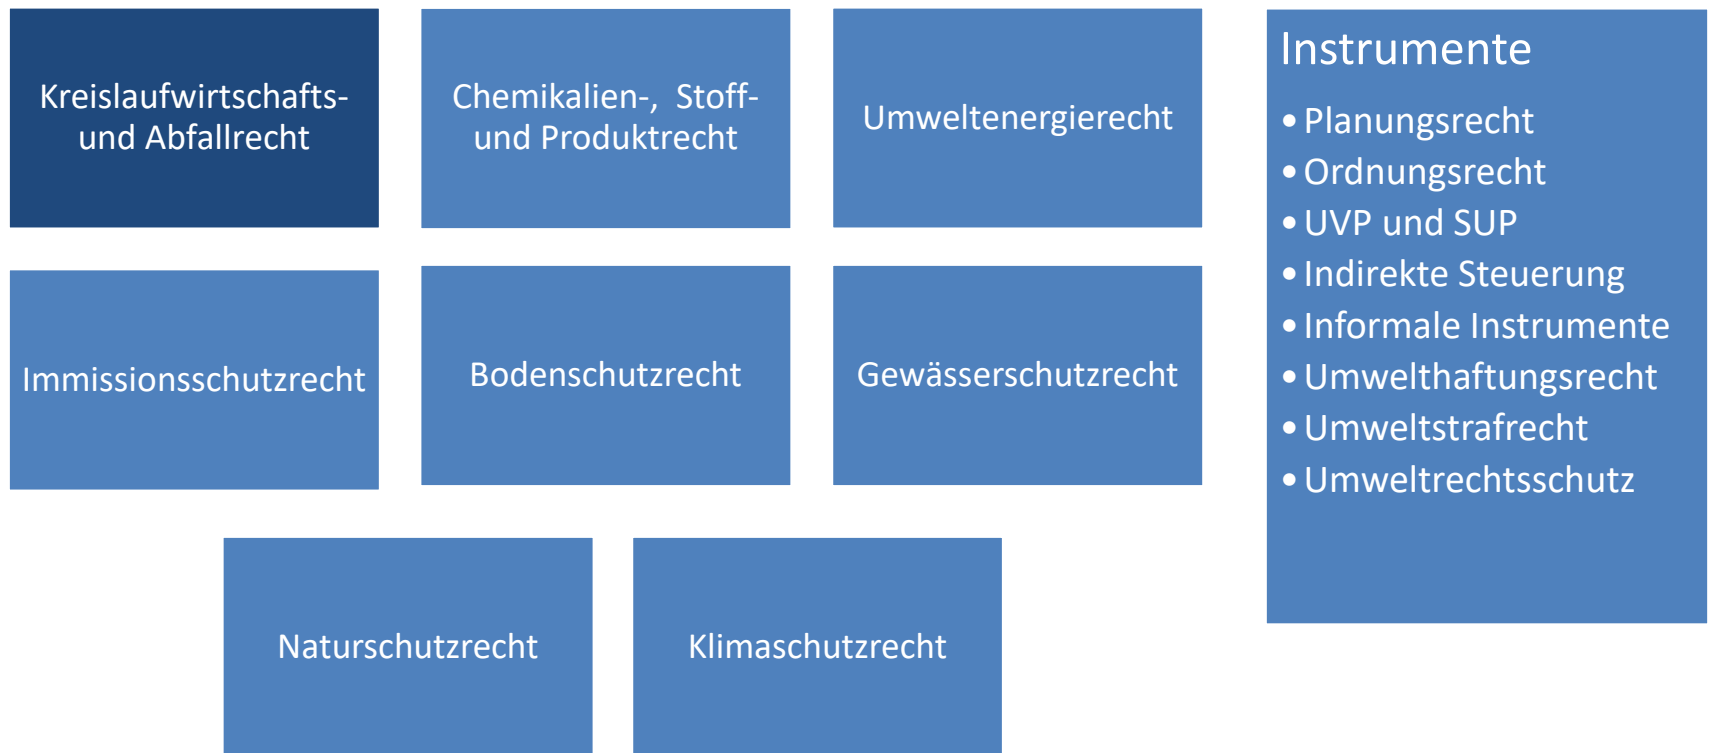 Kreislaufwirtschafts-
und Abfallrecht
Chemikalien-, Stoff-
und Produktrecht
Umweltenergierecht
Immissionsschutzrecht
Bodenschutzrecht
Gewässerschutzrecht
Naturschutzrecht
Klimaschutzrecht
Instrumente
• Planungsrecht
• Ordnungsrecht
• UVP und SUP
• Indirekte Steuerung
• Informale Instrumente
• Umwelthaftungsrecht
• Umweltstrafrecht
• Umweltrechtsschutz